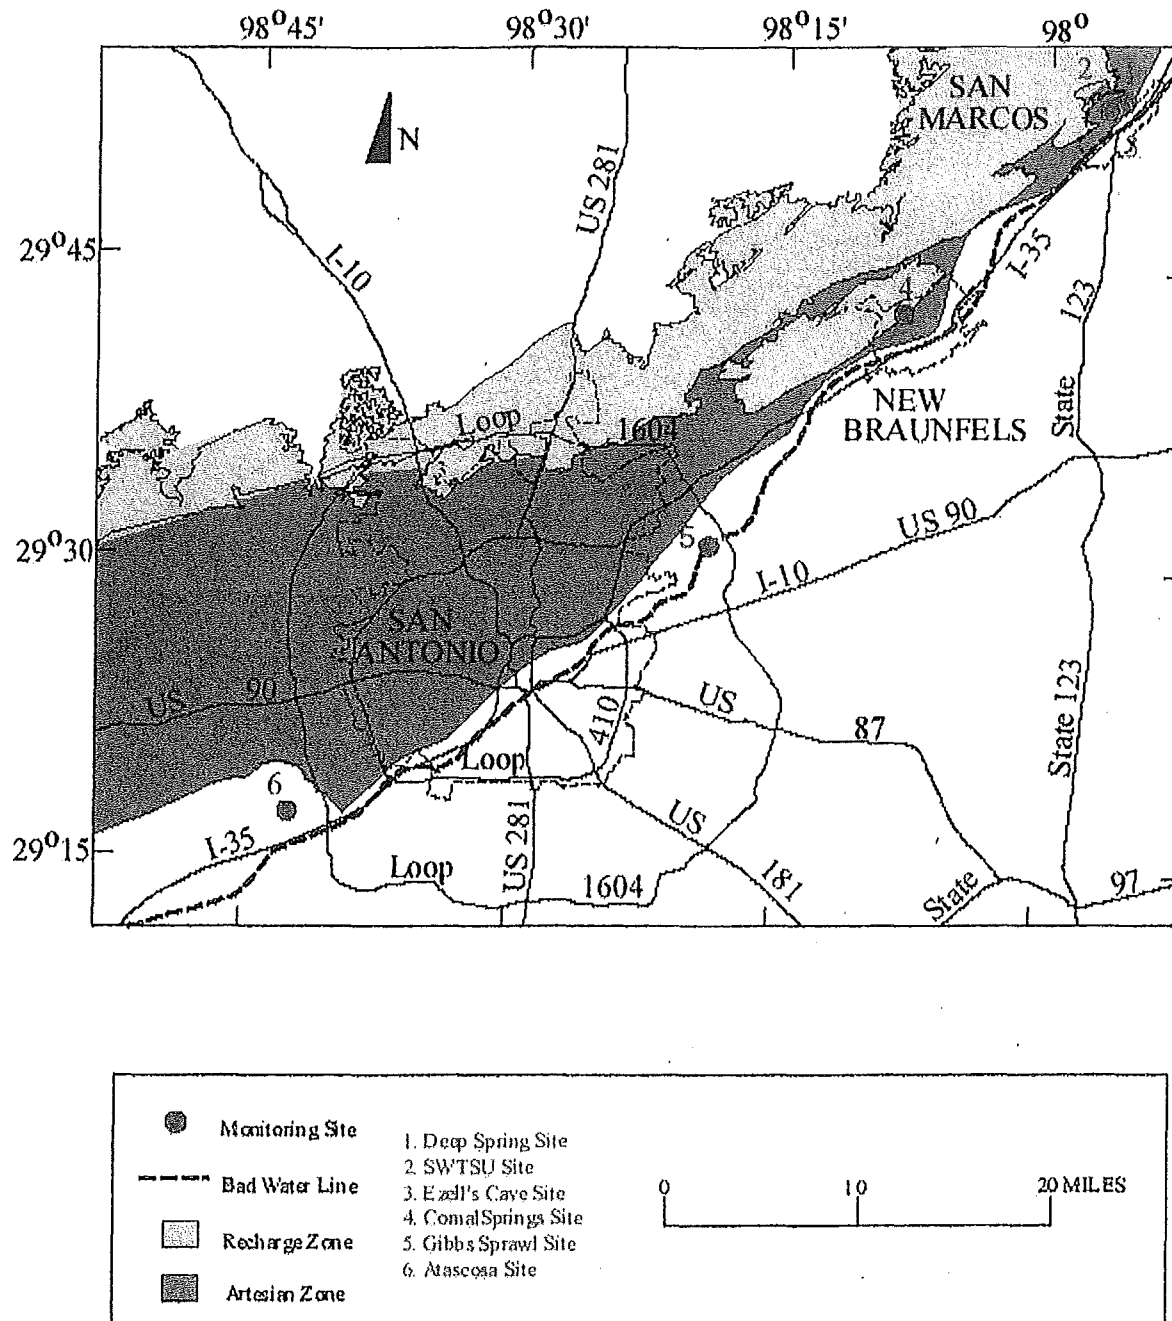 98°45' 98°30' 98°15' 98°
2 1
SAN
MARCOS
N
3
US 281
29°45
I-10
I-35
4
123
NEW
BRAUNFELS
State
Loop 1604
US 90
29°30
5
I-10
SAN
ANTONIO
US 90
US
87
410
State 123
Loop
6
I-35
US 281
US
181
29°15
Loop
1604
State
97
Monitoring Site
Bad Water Line
Recharge Zone
Artesian Zone
1. Deep Spring Site
2. SWTSU Site
3. Ezell's Cave Site
4. Comal Springs Site
5. Gibbs Sprawl Site
6. Atascosa Site
0 10 20 MILES